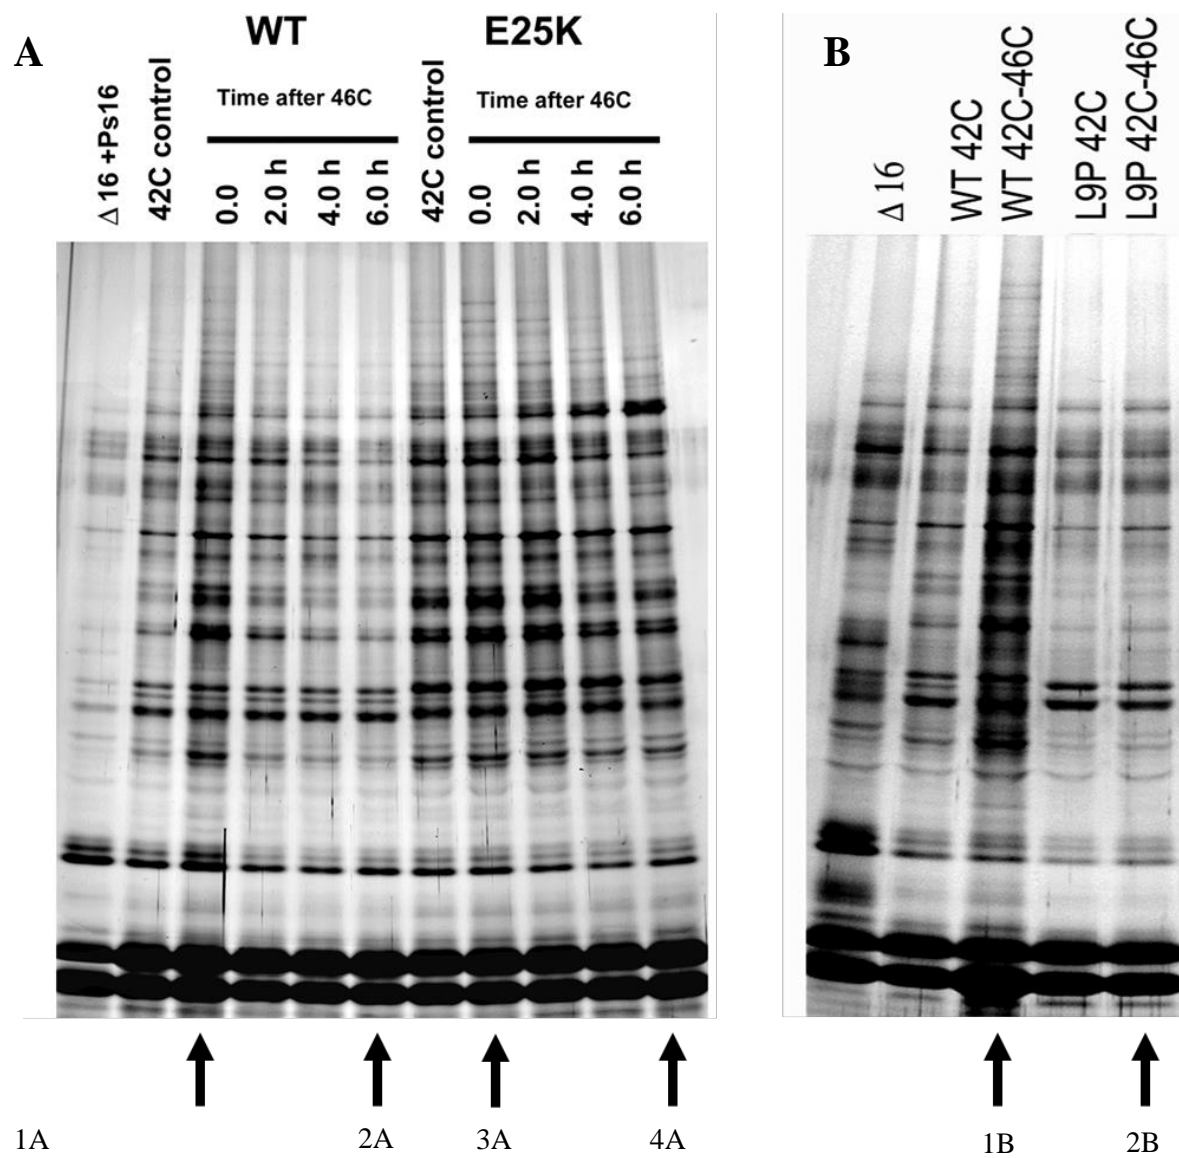 A
WT
E25K
Δ 16 +Ps16
42C control
Time after 46C
0.0
2.0 h
4.0 h
6.0 h
42C control
Time after 46C
0.0
2.0 h
4.0 h
6.0 h
1A
2A
3A
4A
B
Δ 16
WT 42C
WT 42C-46C
L9P 42C
L9P 42C-46C
1B
2B